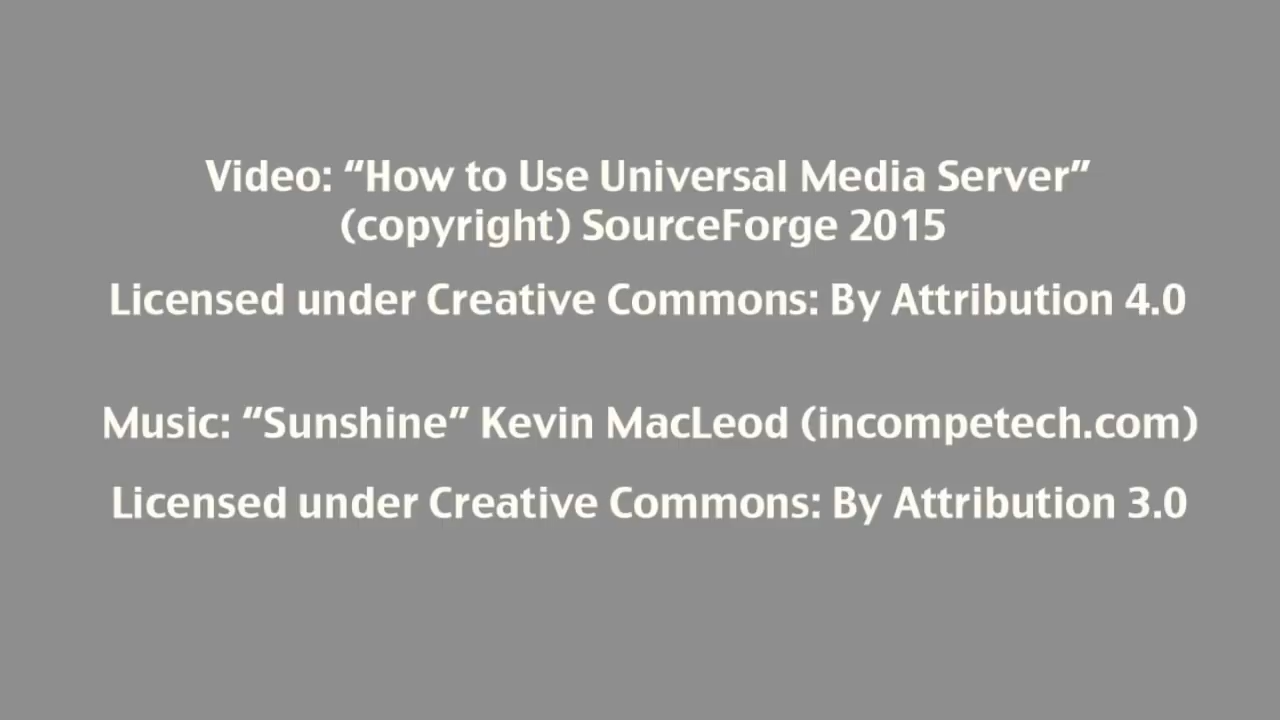 Video: “How to Use Universal Media Server”
(copyright) SourceForge 2015
Licensed under Creative Commons: By Attribution 4.0
Music: “Sunshine” Kevin MacLeod (incompetech.com)
Licensed under Creative Commons: By Attribution 3.0